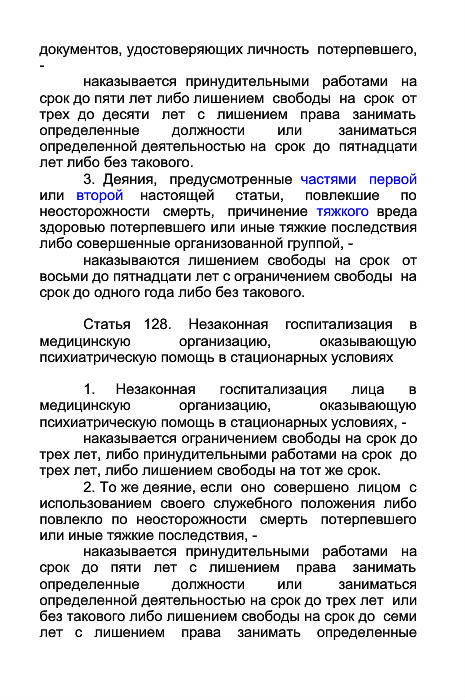 документов, удостоверяющих личность потерпевшего,
-
наказывается принудительными работами на
срок до пяти лет либо лишением свободы на срок от
трех до десяти лет с лишением права занимать
определенные должности или заниматься
определенной деятельностью на срок до пятнадцати
лет либо без такового.
3. Деяния, предусмотренные частями первой
или второй настоящей статьи, повлекшие по
неосторожности смерть, причинение тяжкого вреда
здоровью потерпевшего или иные тяжкие последствия
либо совершенные организованной группой, -
наказываются лишением свободы на срок от
восьми до пятнадцати лет с ограничением свободы на
срок до одного года либо без такового.
Статья 128. Незаконная госпитализация в
медицинскую организацию, оказывающую
психиатрическую помощь в стационарных условиях
1. Незаконная госпитализация лица в
медицинскую организацию, оказывающую
психиатрическую помощь в стационарных условиях, -
наказывается ограничением свободы на срок до
трех лет, либо принудительными работами на срок до
трех лет, либо лишением свободы на тот же срок.
2. То же деяние, если оно совершено лицом с
использованием своего служебного положения либо
повлекло по неосторожности смерть потерпевшего
или иные тяжкие последствия, -
наказывается принудительными работами на
срок до пяти лет с лишением права занимать
определенные должности или заниматься
определенной деятельностью на срок до трех лет или
без такового либо лишением свободы на срок до семи
лет с лишением права занимать определенные